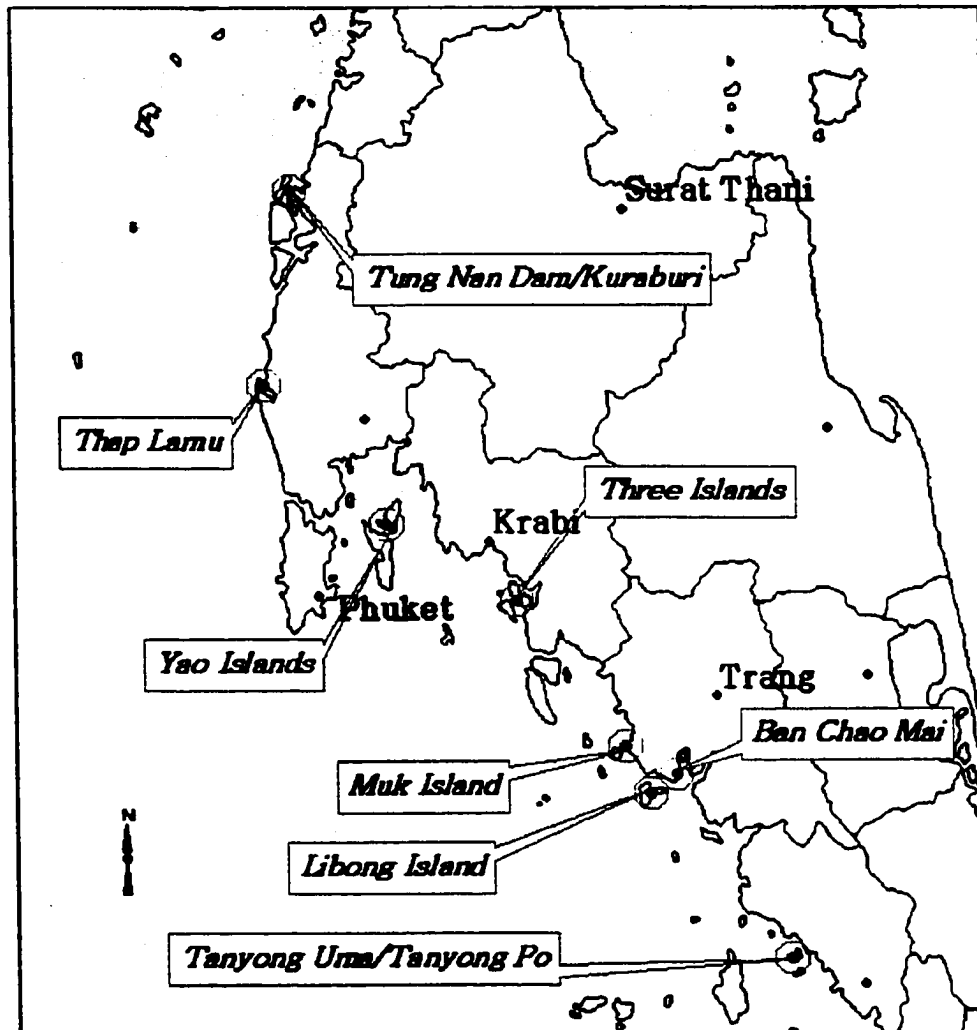 Surat Thani
Tung Nan Dam/Kuraburi
Thap Lamu
Three Islands
Krabi
Phuket
Yao Islands
Trang
Ban Chao Mai
Muk Island
N
Libong Island
Tanyong Uma/Tanyong Po